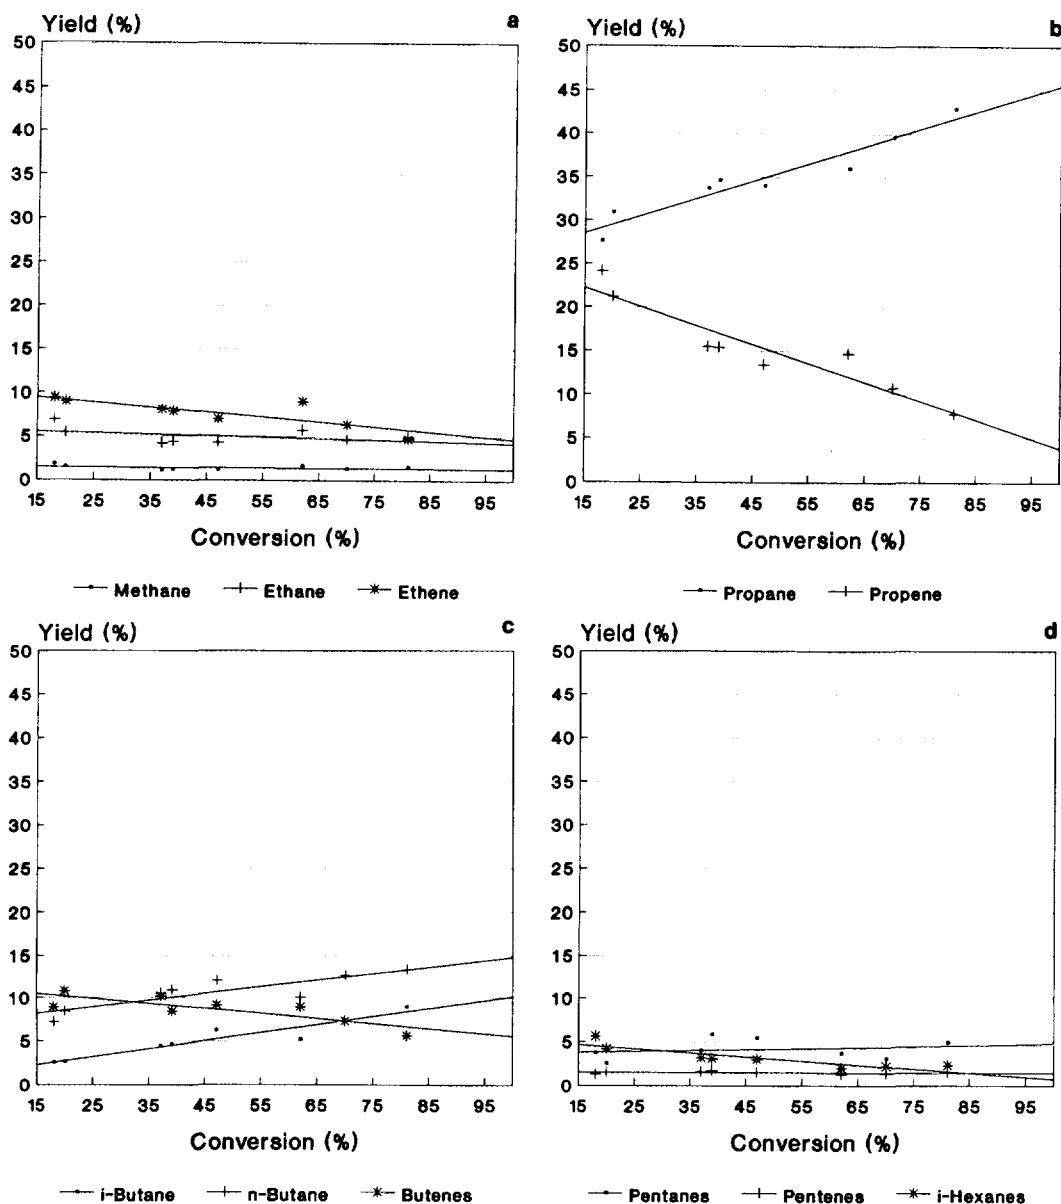 Yield (%) a
50
45
40
35
30
25
20
15
10
5
0
15 25 35 45 55 65 75 85 95
Conversion (%)
Methane Ethane Ethene
Yield (%) b
50
45
40
35
30
25
20
15
10
5
0
15 25 35 45 55 65 75 85 95
Conversion (%)
Propane Propene
Yield (%) c
50
45
40
35
30
25
20
15
10
5
0
15 25 35 45 55 65 75 85 95
Conversion (%)
i-Butane n-Butane Butenes
Yield (%) d
50
45
40
35
30
25
20
15
10
5
0
15 25 35 45 55 65 75 85 95
Conversion (%)
Pentanes Pentenes i-Hexanes